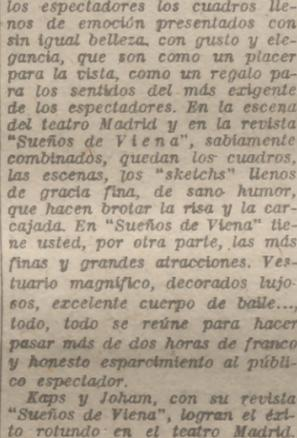 los espectadores los cuadros lle-
nos de emoción presentados con
sin igual belleza, con gusto y ele-
gancia, que son como un placer
para la vista, como un regalo pa-
ra los sentidos del más exigente
de los espectadores. En la escena
del teatro Madrid y en la revista
"Sueños de Viena", sabiamente
combinados, quedan los cuadros,
las escenas, los "skelchs" llenos
de gracia fina, de sano humor,
que hacen brotar la risa y la car-
cajada. En "Sueños de Viena" tie-
ne usted, por otra parte, las más
finas y grandes atracciones. Ves-
tuario magnífico, decorados lujo-
sos, excelente cuerpo de baile...,
todo, todo se reúne para hacer
pasar más de dos horas de franco
y honesto esparcimiento al públi-
co espectador.
Kaps y Joham, con su revista
"Sueños de Viena", logran el éxi-
to rotundo en el teatro Madrid.